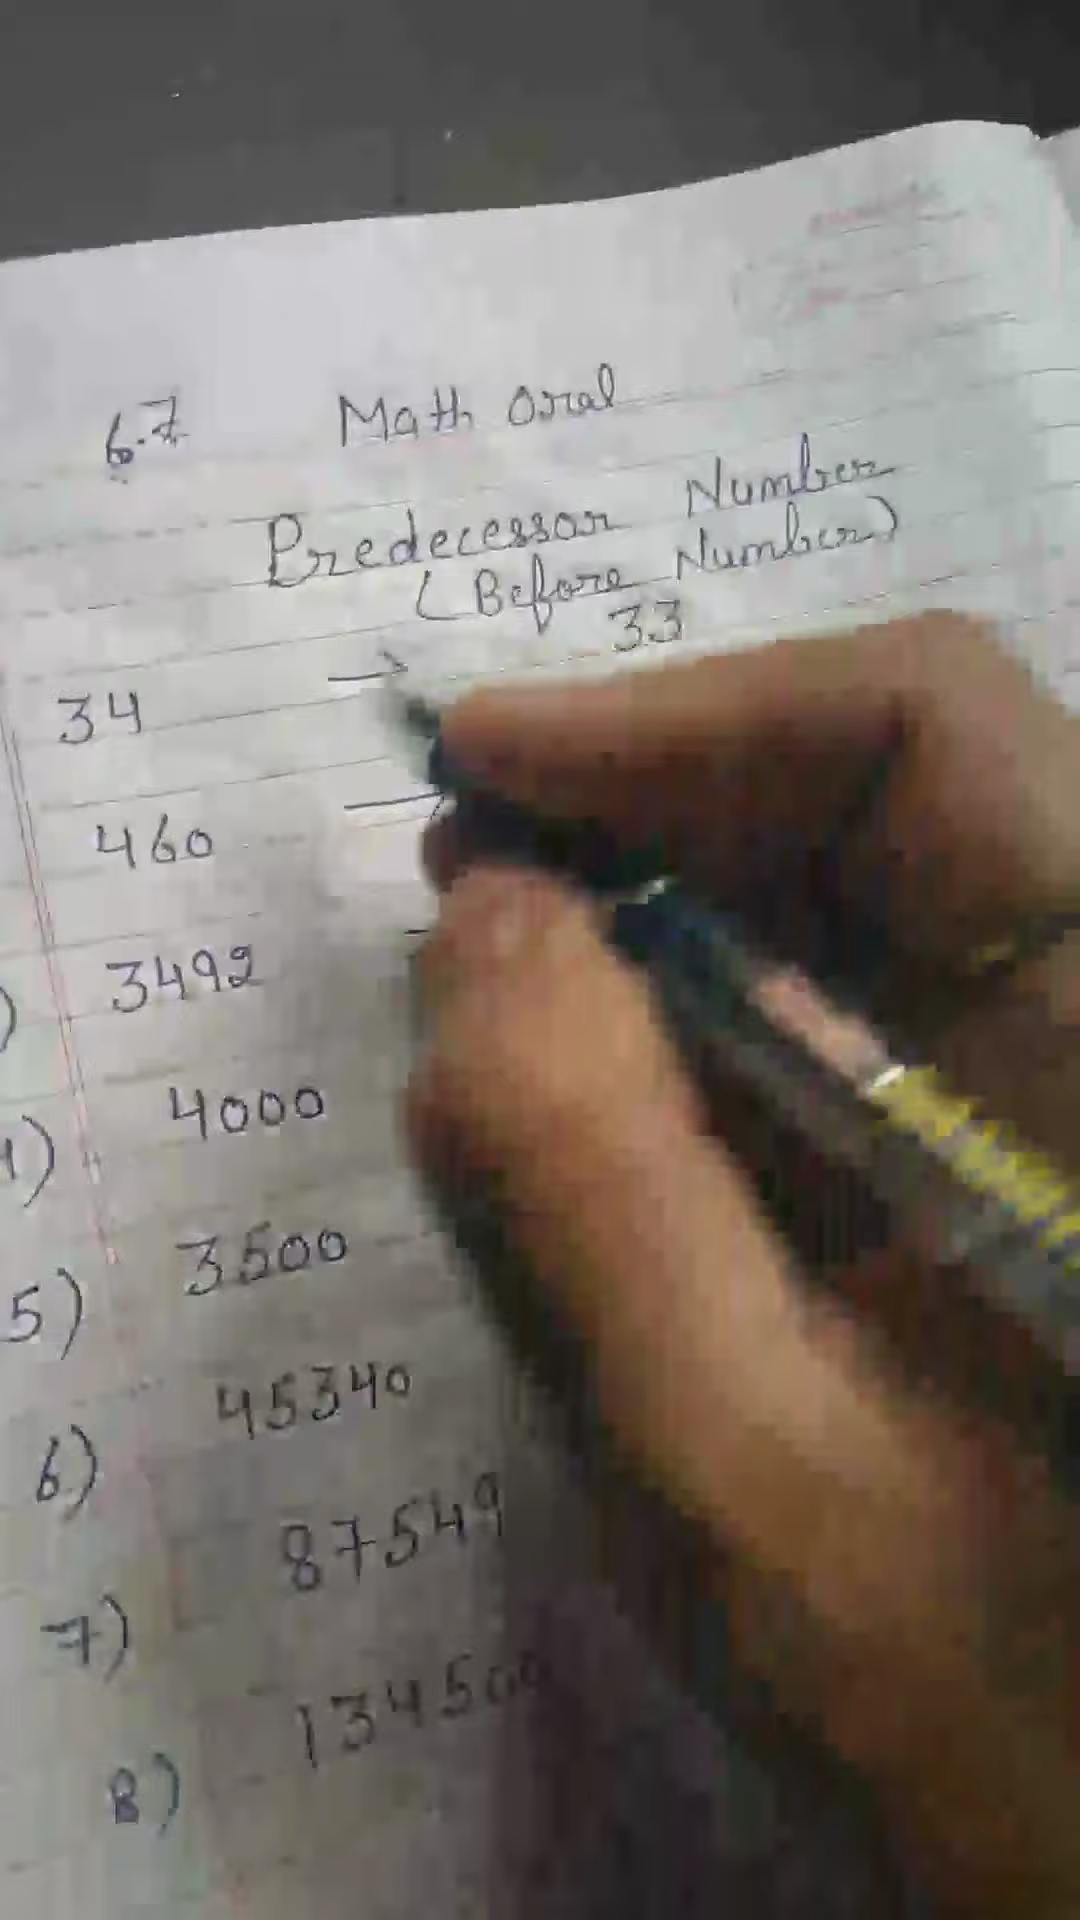 6.7 Math Oral
Predecessor Number
(Before Number)
34 → 33
460 →
) 3492 -
4) 4000
5) 3500
6) 45340
7) 87549
8) 134500